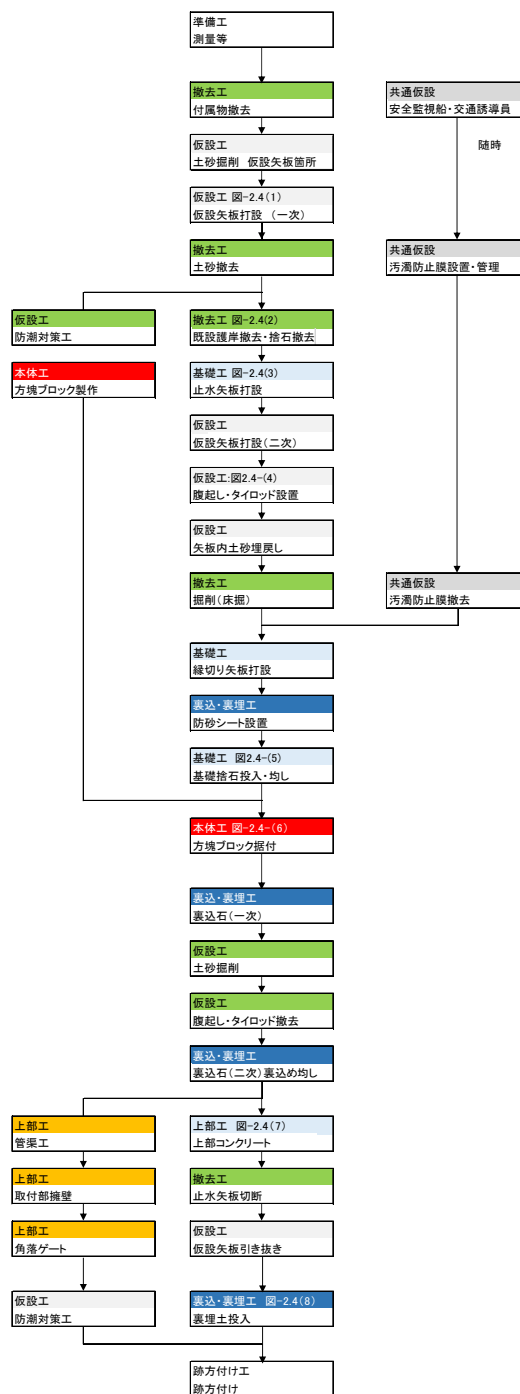 準備工
測量等
撤去工
付属物撤去
共通仮設
安全監視船・交通誘導員
随時
仮設工
土砂掘削　仮設矢板箇所
仮設工 図-2.4(1)
仮設矢板打設　(一次)
撤去工
土砂撤去
共通仮設
汚濁防止膜設置・管理
仮設工
防潮対策工
撤去工 図-2.4(2)
既設護岸撤去・捨石撤去
本体工
方塊ブロック製作
基礎工 図-2.4(3)
止水矢板打設
仮設工
仮設矢板打設(二次)
仮設工:図2.4-(4)
腹起し・タイロッド設置
仮設工
矢板内土砂埋戻し
撤去工
掘削(床掘)
共通仮設
汚濁防止膜撤去
基礎工
縁切り矢板打設
裏込・裏埋工
防砂シート設置
基礎工 図2.4-(5)
基礎捨石投入・均し
本体工 図-2.4-(6)
方塊ブロック据付
裏込・裏埋工
裏込石(一次)
仮設工
土砂掘削
仮設工
腹起し・タイロッド撤去
裏込・裏埋工
裏込石(二次)裏込め均し
上部工
管渠工
上部工　図-2.4(7)
上部コンクリート
上部工
取付部擁壁
撤去工
止水矢板切断
上部工
角落ゲート
仮設工
仮設矢板引き抜き
仮設工
防潮対策工
裏込・裏埋工　図-2.4(8)
裏埋土投入
跡方付け工
跡方付け